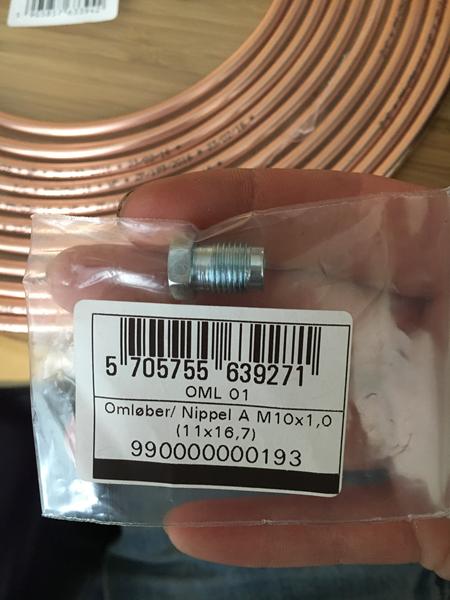 5 705755 639271
OML 01
Omløber/ Nippel A M10x1,0
(11x16,7)
990000000193